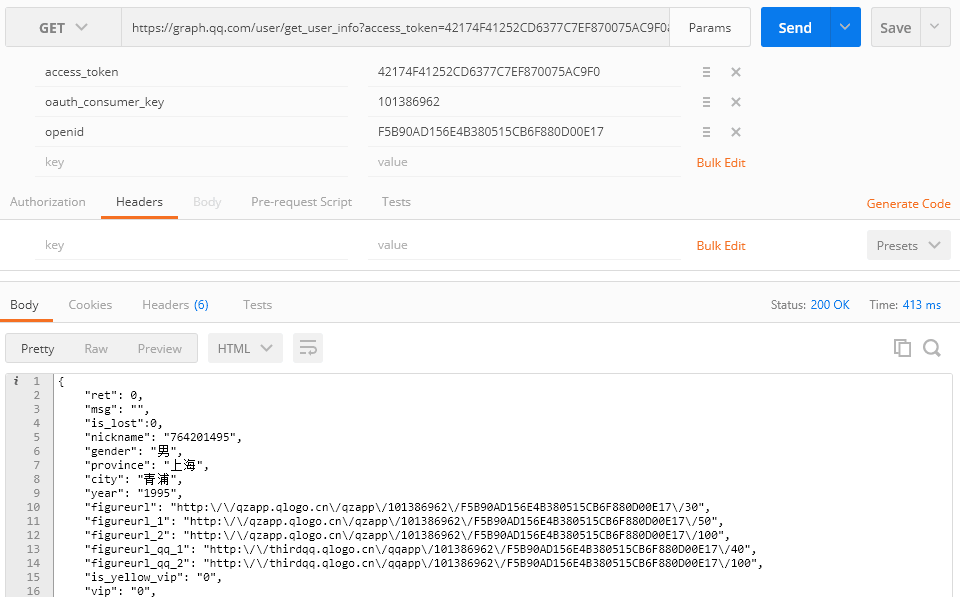 GET https://graph.qq.com/user/get_user_info?access_token=42174F41252CD6377C7EF870075AC9F0& Params Send Save
access_token 42174F41252CD6377C7EF870075AC9F0
oauth_consumer_key 101386962
openid F5B90AD156E4B380515CB6F880D00E17
key value Bulk Edit
Authorization Headers Body Pre-request Script Tests Generate Code
key value Bulk Edit Presets
Body Cookies Headers (6) Tests Status: 200 OK Time: 413 ms
Pretty Raw Preview HTML
i 1 {
2 "ret": 0,
3 "msg": "",
4 "is_lost":0,
5 "nickname": "764201495",
6 "gender": "男",
7 "province": "上海",
8 "city": "青浦",
9 "year": "1995",
10 "figureurl": "http:\/\/qzapp.qlogo.cn\/qzapp\/101386962\/F5B90AD156E4B380515CB6F880D00E17\/30",
11 "figureurl_1": "http:\/\/qzapp.qlogo.cn\/qzapp\/101386962\/F5B90AD156E4B380515CB6F880D00E17\/50",
12 "figureurl_2": "http:\/\/qzapp.qlogo.cn\/qzapp\/101386962\/F5B90AD156E4B380515CB6F880D00E17\/100",
13 "figureurl_qq_1": "http:\/\/thirdqq.qlogo.cn\/qqapp\/101386962\/F5B90AD156E4B380515CB6F880D00E17\/40",
14 "figureurl_qq_2": "http:\/\/thirdqq.qlogo.cn\/qqapp\/101386962\/F5B90AD156E4B380515CB6F880D00E17\/100",
15 "is_yellow_vip": "0",
16 "vip": "0",